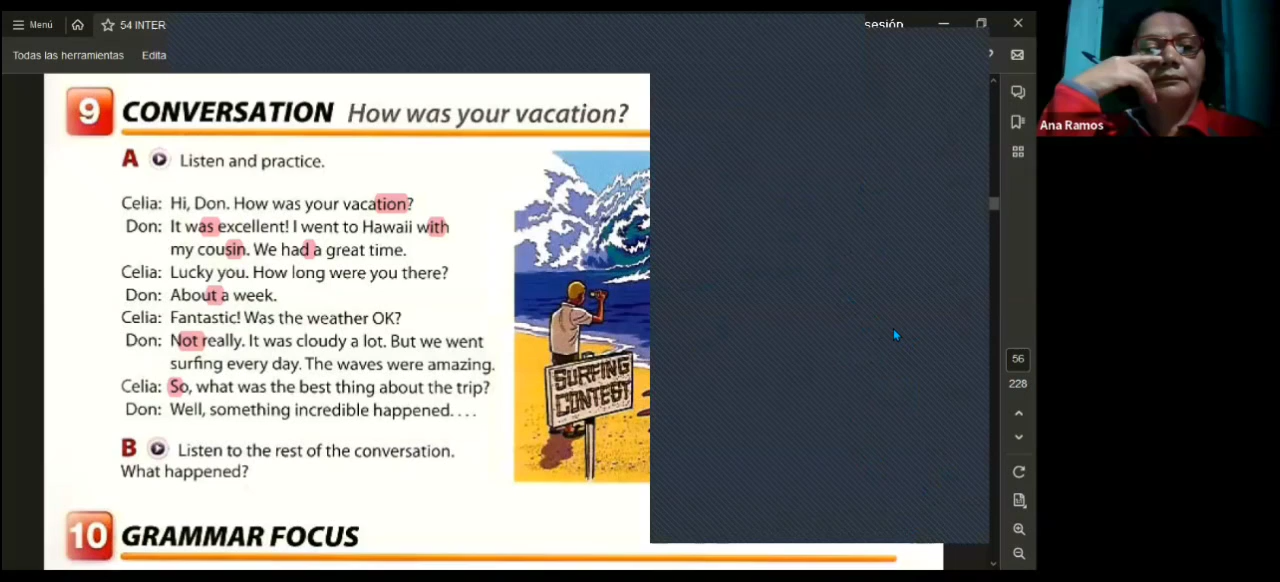 Menú
54 INTER
sesión
Todas las herramientas
Edita
Ana Ramos
9 CONVERSATION How was your vacation?
A Listen and practice.
Celia: Hi, Don. How was your vacation?
Don: It was excellent! I went to Hawaii with
my cousin. We had a great time.
Celia: Lucky you. How long were you there?
Don: About a week.
Celia: Fantastic! Was the weather OK?
Don: Not really. It was cloudy a lot. But we went
surfing every day. The waves were amazing.
Celia: So, what was the best thing about the trip?
Don: Well, something incredible happened. . . .
SURFING
CONTEST
B Listen to the rest of the conversation.
What happened?
56
228
10 GRAMMAR FOCUS